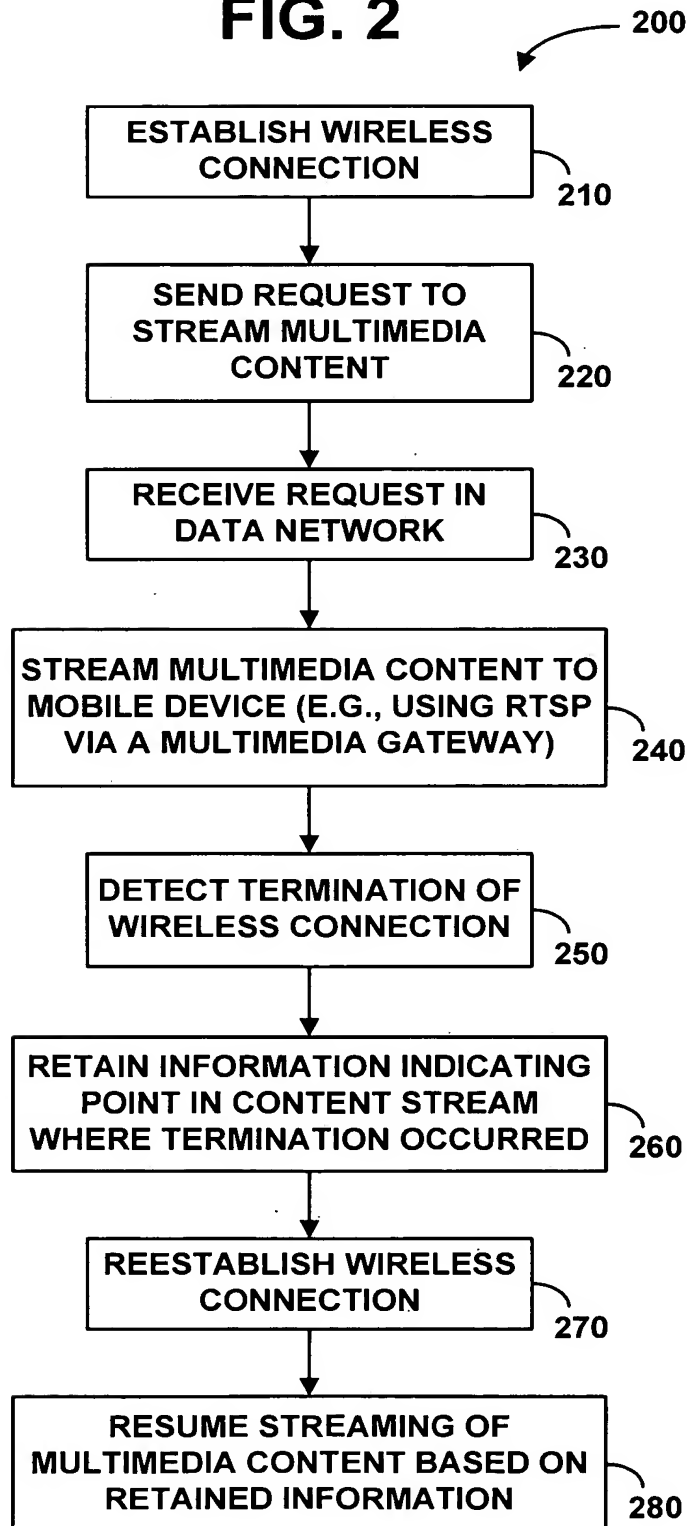 FIG. 2
200
ESTABLISH WIRELESS
CONNECTION
210
SEND REQUEST TO
STREAM MULTIMEDIA
CONTENT
220
RECEIVE REQUEST IN
DATA NETWORK
230
STREAM MULTIMEDIA CONTENT TO
MOBILE DEVICE (E.G., USING RTSP
VIA A MULTIMEDIA GATEWAY)
240
DETECT TERMINATION OF
WIRELESS CONNECTION
250
RETAIN INFORMATION INDICATING
POINT IN CONTENT STREAM
WHERE TERMINATION OCCURRED
260
REESTABLISH WIRELESS
CONNECTION
270
RESUME STREAMING OF
MULTIMEDIA CONTENT BASED ON
RETAINED INFORMATION
280